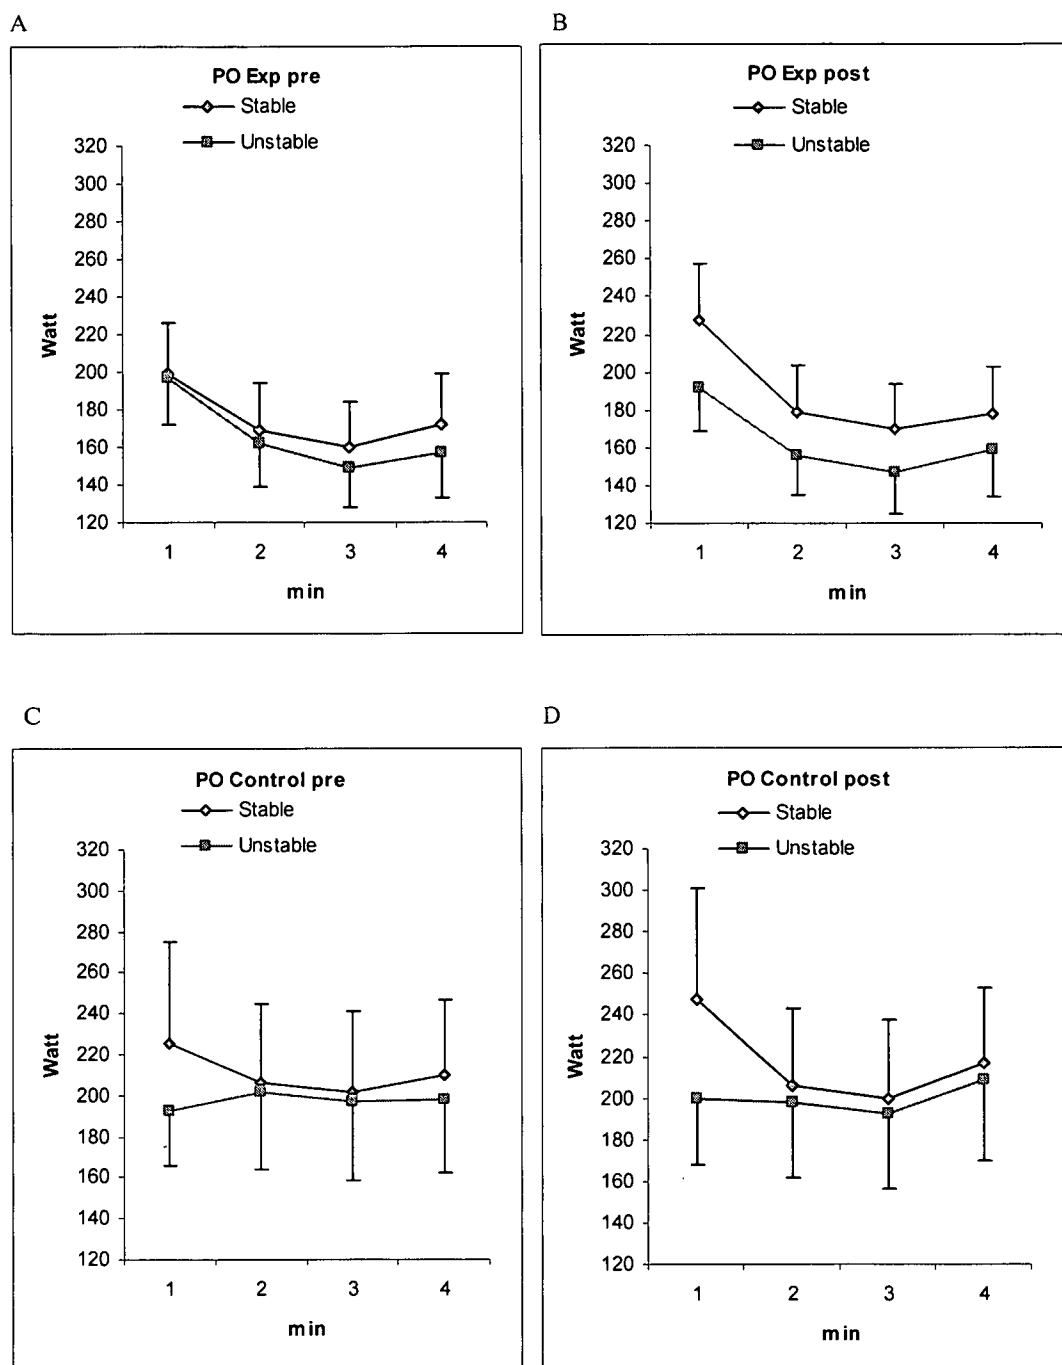 A
PO Exp pre
Stable
Unstable
320
300
280
260
240
220
200
180
160
140
120
Watt
1 2 3 4
min
B
PO Exp post
Stable
Unstable
320
300
280
260
240
220
200
180
160
140
120
Watt
1 2 3 4
min
C
PO Control pre
Stable
Unstable
320
300
280
260
240
220
200
180
160
140
120
Watt
1 2 3 4
min
D
PO Control post
Stable
Unstable
320
300
280
260
240
220
200
180
160
140
120
Watt
1 2 3 4
min